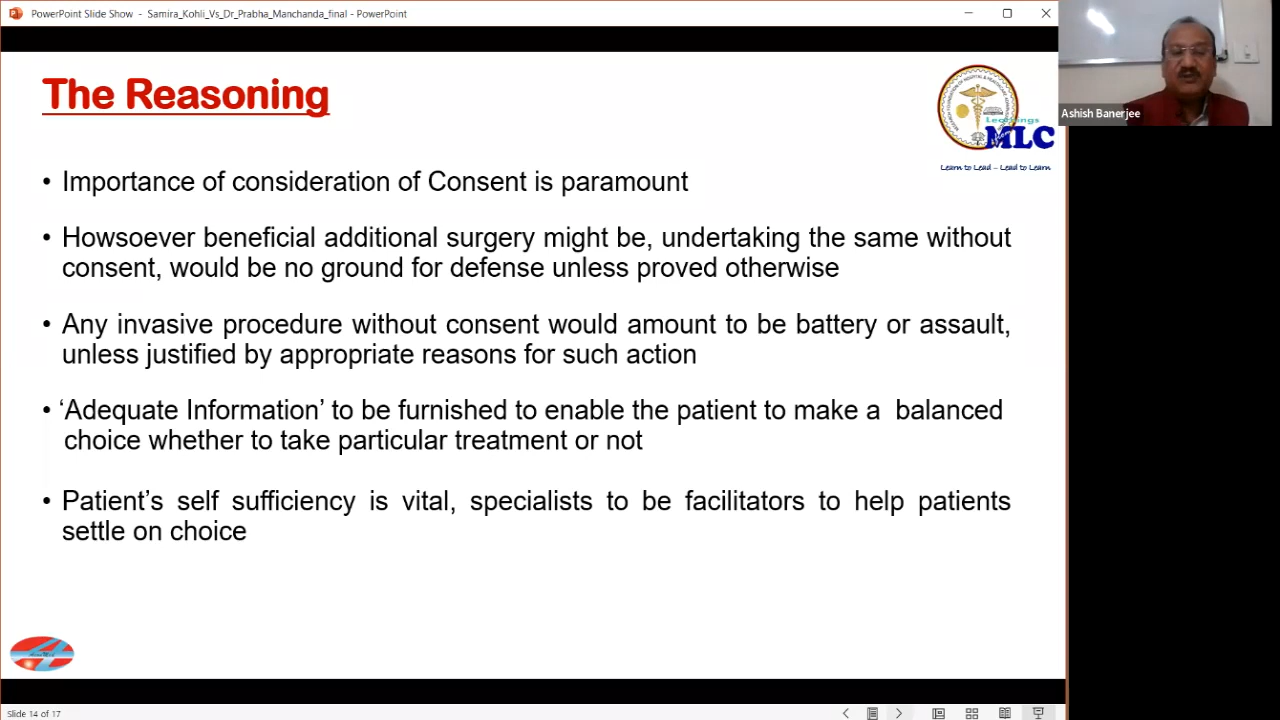 PowerPoint Slide Show - Samira_Kohli_Vs_Dr_Prabha_Manchanda_final - PowerPoint
The Reasoning
Learnings
MLC
Learn to Lead – Lead to Learn
Ashish Banerjee
• Importance of consideration of Consent is paramount
• Howsoever beneficial additional surgery might be, undertaking the same without
consent, would be no ground for defense unless proved otherwise
• Any invasive procedure without consent would amount to be battery or assault,
unless justified by appropriate reasons for such action
• ‘Adequate Information’ to be furnished to enable the patient to make a balanced
choice whether to take particular treatment or not
• Patient’s self sufficiency is vital, specialists to be facilitators to help patients
settle on choice
Slide 14 of 17